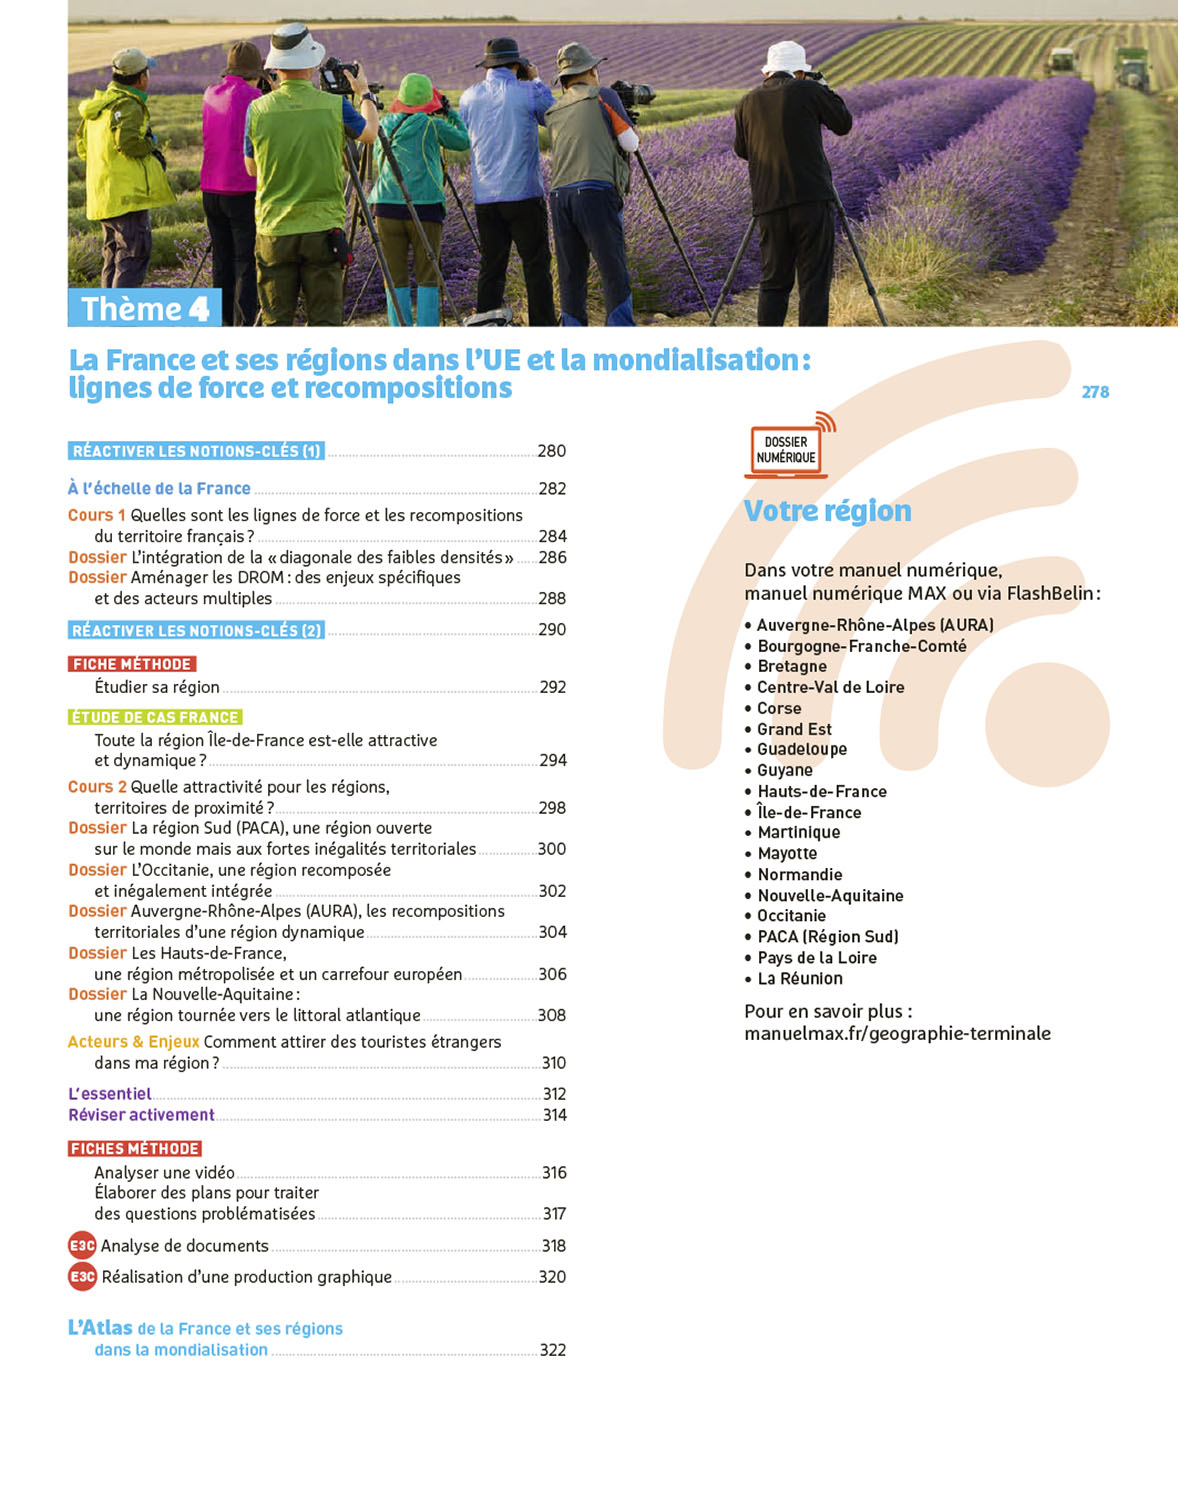 Thème 4
La France et ses régions dans l'UE et la mondialisation :
lignes de force et recompositions
278
RÉACTIVER LES NOTIONS-CLÉS (1) 280
À l'échelle de la France 282
Cours 1 Quelles sont les lignes de force et les recompositions
du territoire français ? 284
Dossier L'intégration de la « diagonale des faibles densités » 286
Dossier Aménager les DROM : des enjeux spécifiques
et des acteurs multiples 288
RÉACTIVER LES NOTIONS-CLÉS (2) 290
FICHE MÉTHODE
Étudier sa région 292
ÉTUDE DE CAS FRANCE
Toute la région Île-de-France est-elle attractive
et dynamique ? 294
Cours 2 Quelle attractivité pour les régions,
territoires de proximité ? 298
Dossier La région Sud (PACA), une région ouverte
sur le monde mais aux fortes inégalités territoriales 300
Dossier L'Occitanie, une région recomposée
et inégalement intégrée 302
Dossier Auvergne-Rhône-Alpes (AURA), les recompositions
territoriales d'une région dynamique 304
Dossier Les Hauts-de-France,
une région métropolisée et un carrefour européen 306
Dossier La Nouvelle-Aquitaine :
une région tournée vers le littoral atlantique 308
Acteurs & Enjeux Comment attirer des touristes étrangers
dans ma région ? 310
L'essentiel 312
Réviser activement 314
FICHES MÉTHODE
Analyser une vidéo 316
Élaborer des plans pour traiter
des questions problématisées 317
E3C Analyse de documents 318
E3C Réalisation d'une production graphique 320
L'Atlas de la France et ses régions
dans la mondialisation 322
DOSSIER
NUMÉRIQUE
Votre région
Dans votre manuel numérique,
manuel numérique MAX ou via FlashBelin :
• Auvergne-Rhône-Alpes (AURA)
• Bourgogne-Franche-Comté
• Bretagne
• Centre-Val de Loire
• Corse
• Grand Est
• Guadeloupe
• Guyane
• Hauts-de-France
• Île-de-France
• Martinique
• Mayotte
• Normandie
• Nouvelle-Aquitaine
• Occitanie
• PACA (Région Sud)
• Pays de la Loire
• La Réunion
Pour en savoir plus :
manuelmax.fr/geographie-terminale